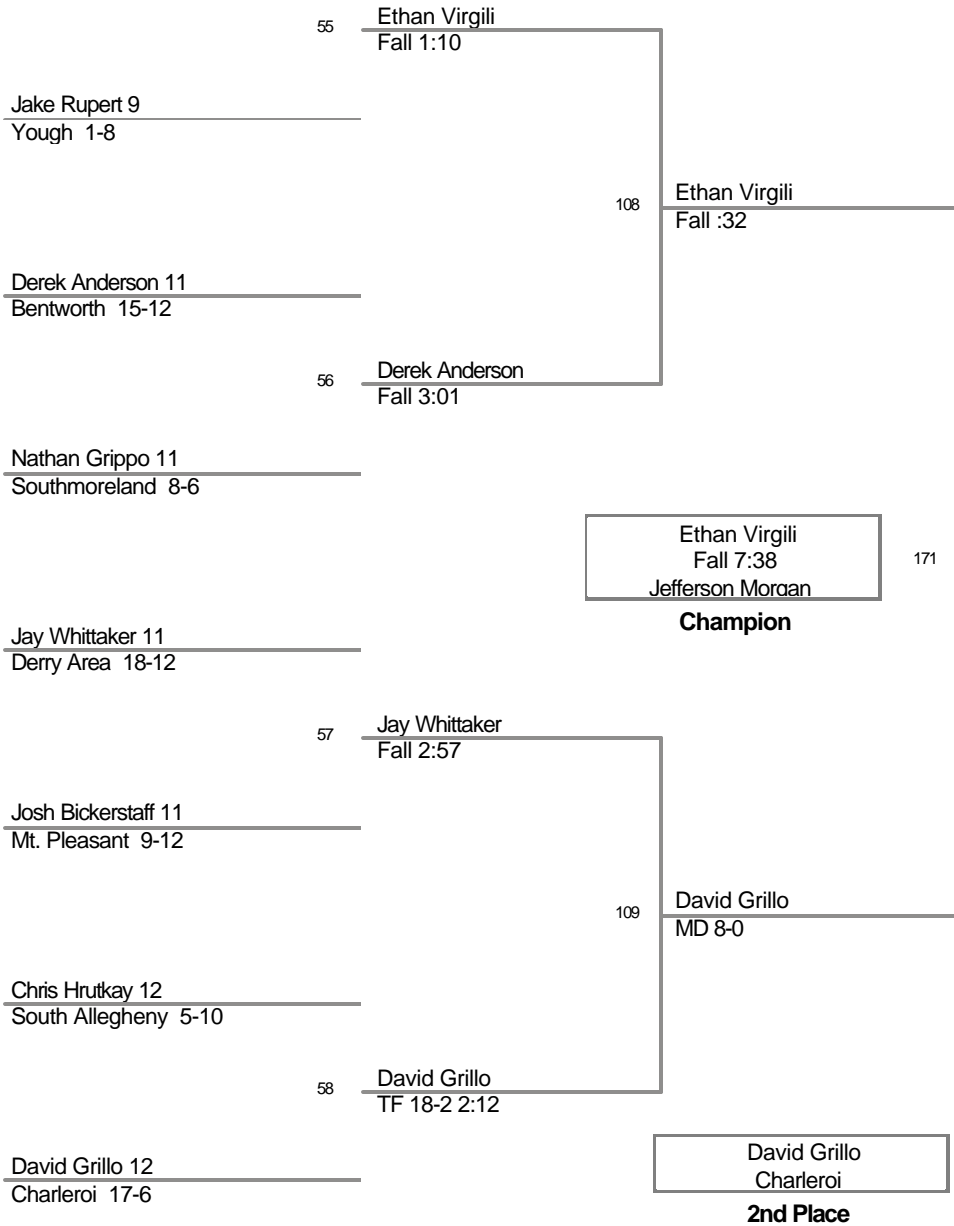 55
Ethan Virgili
Fall 1:10
Jake Rupert 9
Yough 1-8
108
Ethan Virgili
Fall :32
Derek Anderson 11
Bentworth 15-12
56
Derek Anderson
Fall 3:01
Nathan Grippo 11
Southmoreland 8-6
Ethan Virgili
Fall 7:38
Jefferson Morgan
171
Champion
Jay Whittaker 11
Derry Area 18-12
57
Jay Whittaker
Fall 2:57
Josh Bickerstaff 11
Mt. Pleasant 9-12
109
David Grillo
MD 8-0
Chris Hrutkay 12
South Allegheny 5-10
58
David Grillo
TF 18-2 2:12
David Grillo 12
Charleroi 17-6
David Grillo
Charleroi
2nd Place